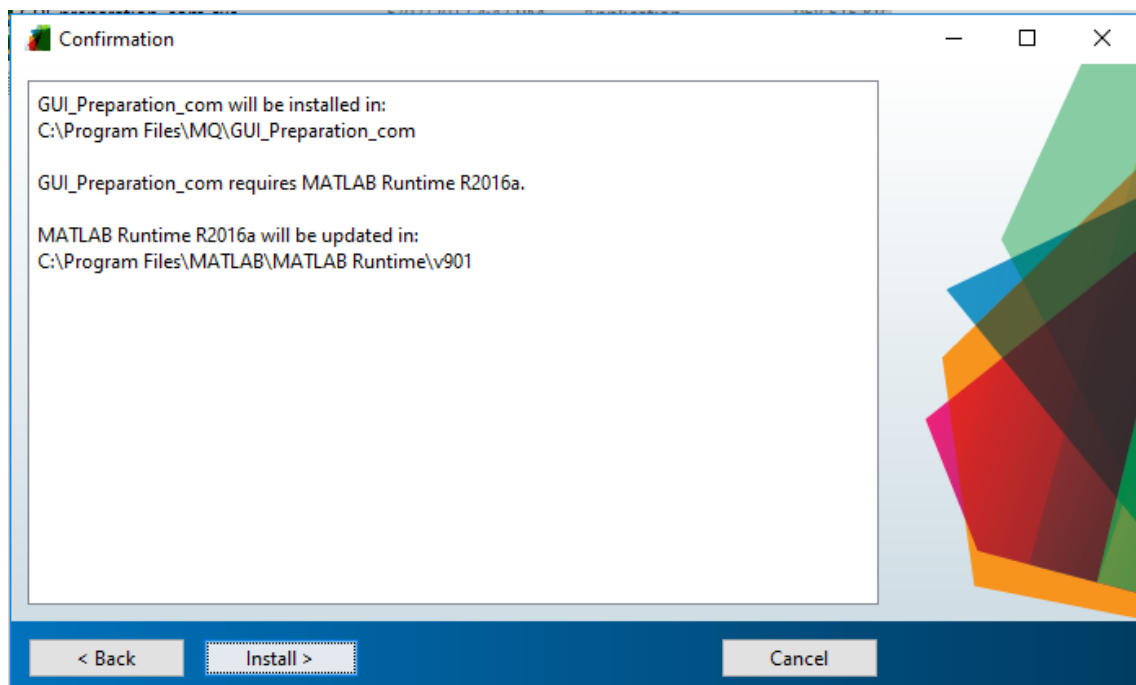 Confirmation
GUI_Preparation_com will be installed in:
C:\Program Files\MQ\GUI_Preparation_com
GUI_Preparation_com requires MATLAB Runtime R2016a.
MATLAB Runtime R2016a will be updated in:
C:\Program Files\MATLAB\MATLAB Runtime\v901
< Back
Install >
Cancel